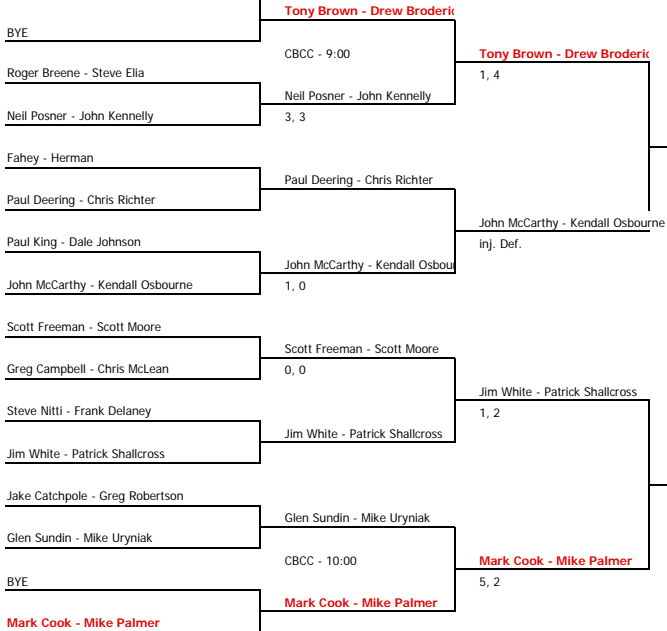 Tony Brown - Drew Broderic
BYE
CBCC - 9:00
Tony Brown - Drew Broderic
1, 4
Roger Breene - Steve Elia
Neil Posner - John Kennelly
3, 3
Neil Posner - John Kennelly
Fahey - Herman
Paul Deering - Chris Richter
Paul Deering - Chris Richter
John McCarthy - Kendall Osbourne
inj. Def.
Paul King - Dale Johnson
John McCarthy - Kendall Osbour
1, 0
John McCarthy - Kendall Osbourne
Scott Freeman - Scott Moore
Scott Freeman - Scott Moore
0, 0
Greg Campbell - Chris McLean
Jim White - Patrick Shallcross
1, 2
Steve Nitti - Frank Delaney
Jim White - Patrick Shallcross
Jim White - Patrick Shallcross
Jake Catchpole - Greg Robertson
Glen Sundin - Mike Uryniak
Glen Sundin - Mike Uryniak
CBCC - 10:00
Mark Cook - Mike Palmer
5, 2
BYE
Mark Cook - Mike Palmer
Mark Cook - Mike Palmer